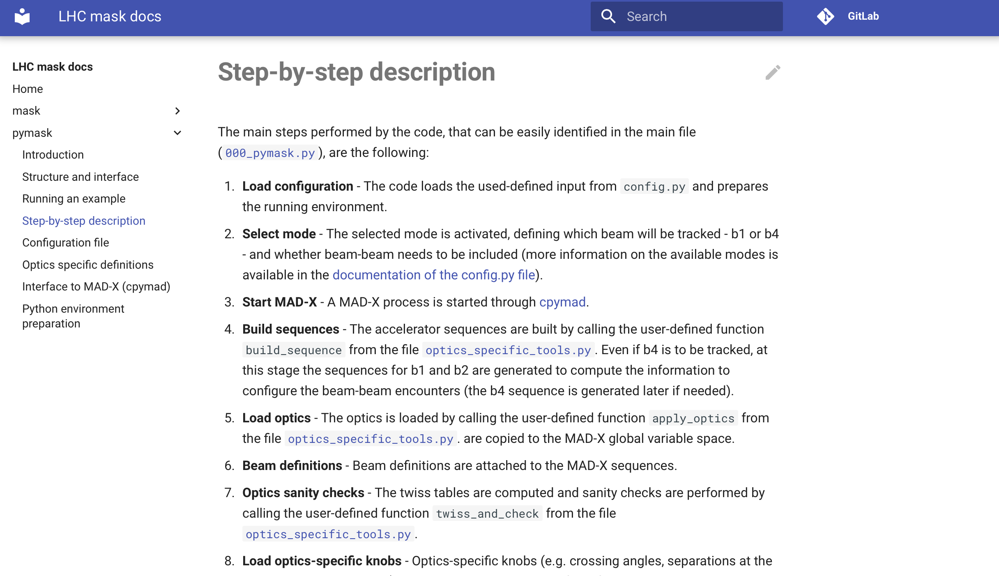 LHC mask docs
Search
GitLab
LHC mask docs
Home
mask
pymask
Introduction
Structure and interface
Running an example
Step-by-step description
Configuration file
Optics specific definitions
Interface to MAD-X (cpymad)
Python environment
preparation
Step-by-step description
The main steps performed by the code, that can be easily identified in the main file
(000_pymask.py), are the following:
1. Load configuration - The code loads the used-defined input from config.py and prepares
the running environment.
2. Select mode - The selected mode is activated, defining which beam will be tracked - b1 or b4
- and whether beam-beam needs to be included (more information on the available modes is
available in the documentation of the config.py file).
3. Start MAD-X - A MAD-X process is started through cpymad.
4. Build sequences - The accelerator sequences are built by calling the user-defined function
build_sequence from the file optics_specific_tools.py. Even if b4 is to be tracked, at
this stage the sequences for b1 and b2 are generated to compute the information to
configure the beam-beam encounters (the b4 sequence is generated later if needed).
5. Load optics - The optics is loaded by calling the user-defined function apply_optics from
the file optics_specific_tools.py. are copied to the MAD-X global variable space.
6. Beam definitions - Beam definitions are attached to the MAD-X sequences.
7. Optics sanity checks - The twiss tables are computed and sanity checks are performed by
calling the user-defined function twiss_and_check from the file
optics_specific_tools.py.
8. Load optics-specific knobs - Optics-specific knobs (e.g. crossing angles, separations at the